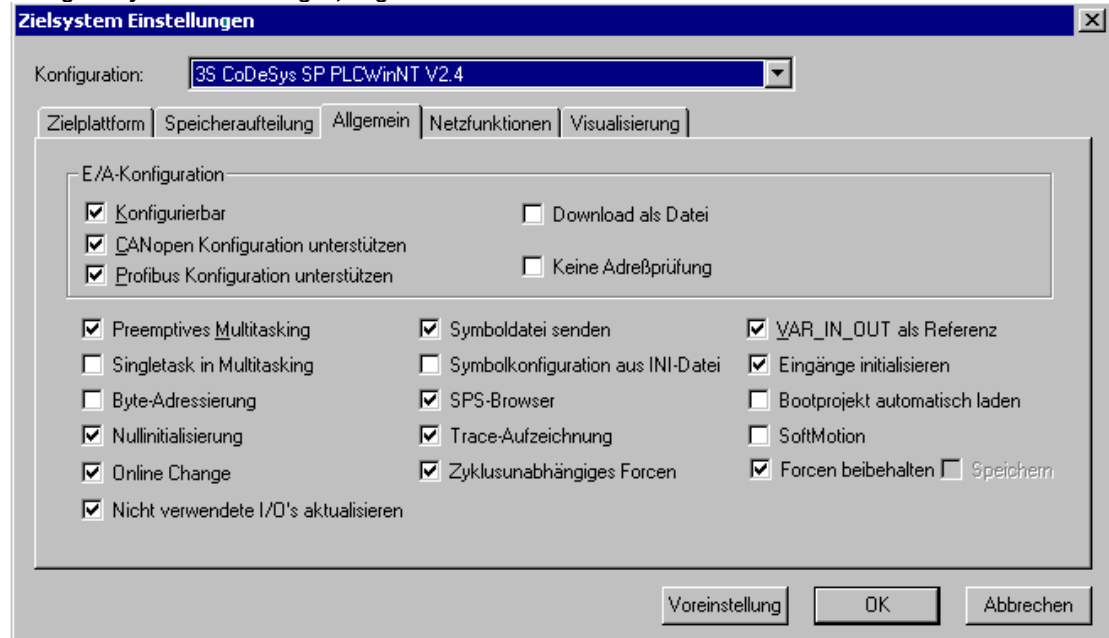 Zielsystem Einstellungen
Konfiguration: 3S CoDeSys SP PLCWinNT V2.4
Zielplattform Speicheraufteilung Allgemein Netzfunktionen Visualisierung
E/A-Konfiguration
Konfigurierbar Download als Datei
CANopen Konfiguration unterstützen
Profibus Konfiguration unterstützen Keine Adreßprüfung
Preemptives Multitasking Symboldatei senden VAR_IN_OUT als Referenz
Singletask in Multitasking Symbolkonfiguration aus INI-Datei Eingänge initialisieren
Byte-Adressierung SPS-Browser Bootprojekt automatisch laden
Nullinitialisierung Trace-Aufzeichnung SoftMotion
Online Change Zyklusunabhängiges Forcen Forcen beibehalten Speichern
Nicht verwendete I/O's aktualisieren
Voreinstellung OK Abbrechen